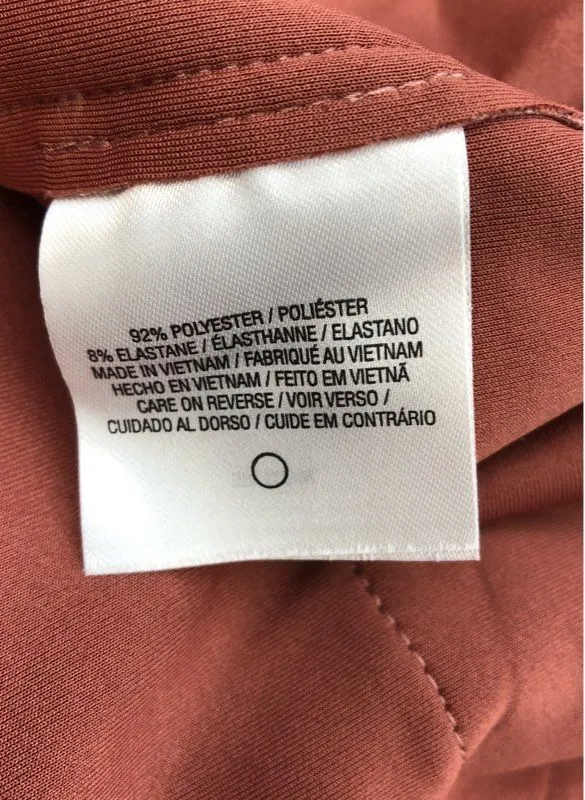 92% POLYESTER / POLIÉSTER
8% ELASTANE / ÉLASTHANNE / ELASTANO
MADE IN VIETNAM / FABRIQUÉ AU VIETNAM
HECHO EN VIETNAM / FEITO EM VIETNÃ
CARE ON REVERSE / VOIR VERSO /
CUIDADO AL DORSO / CUIDE EM CONTRÁRIO